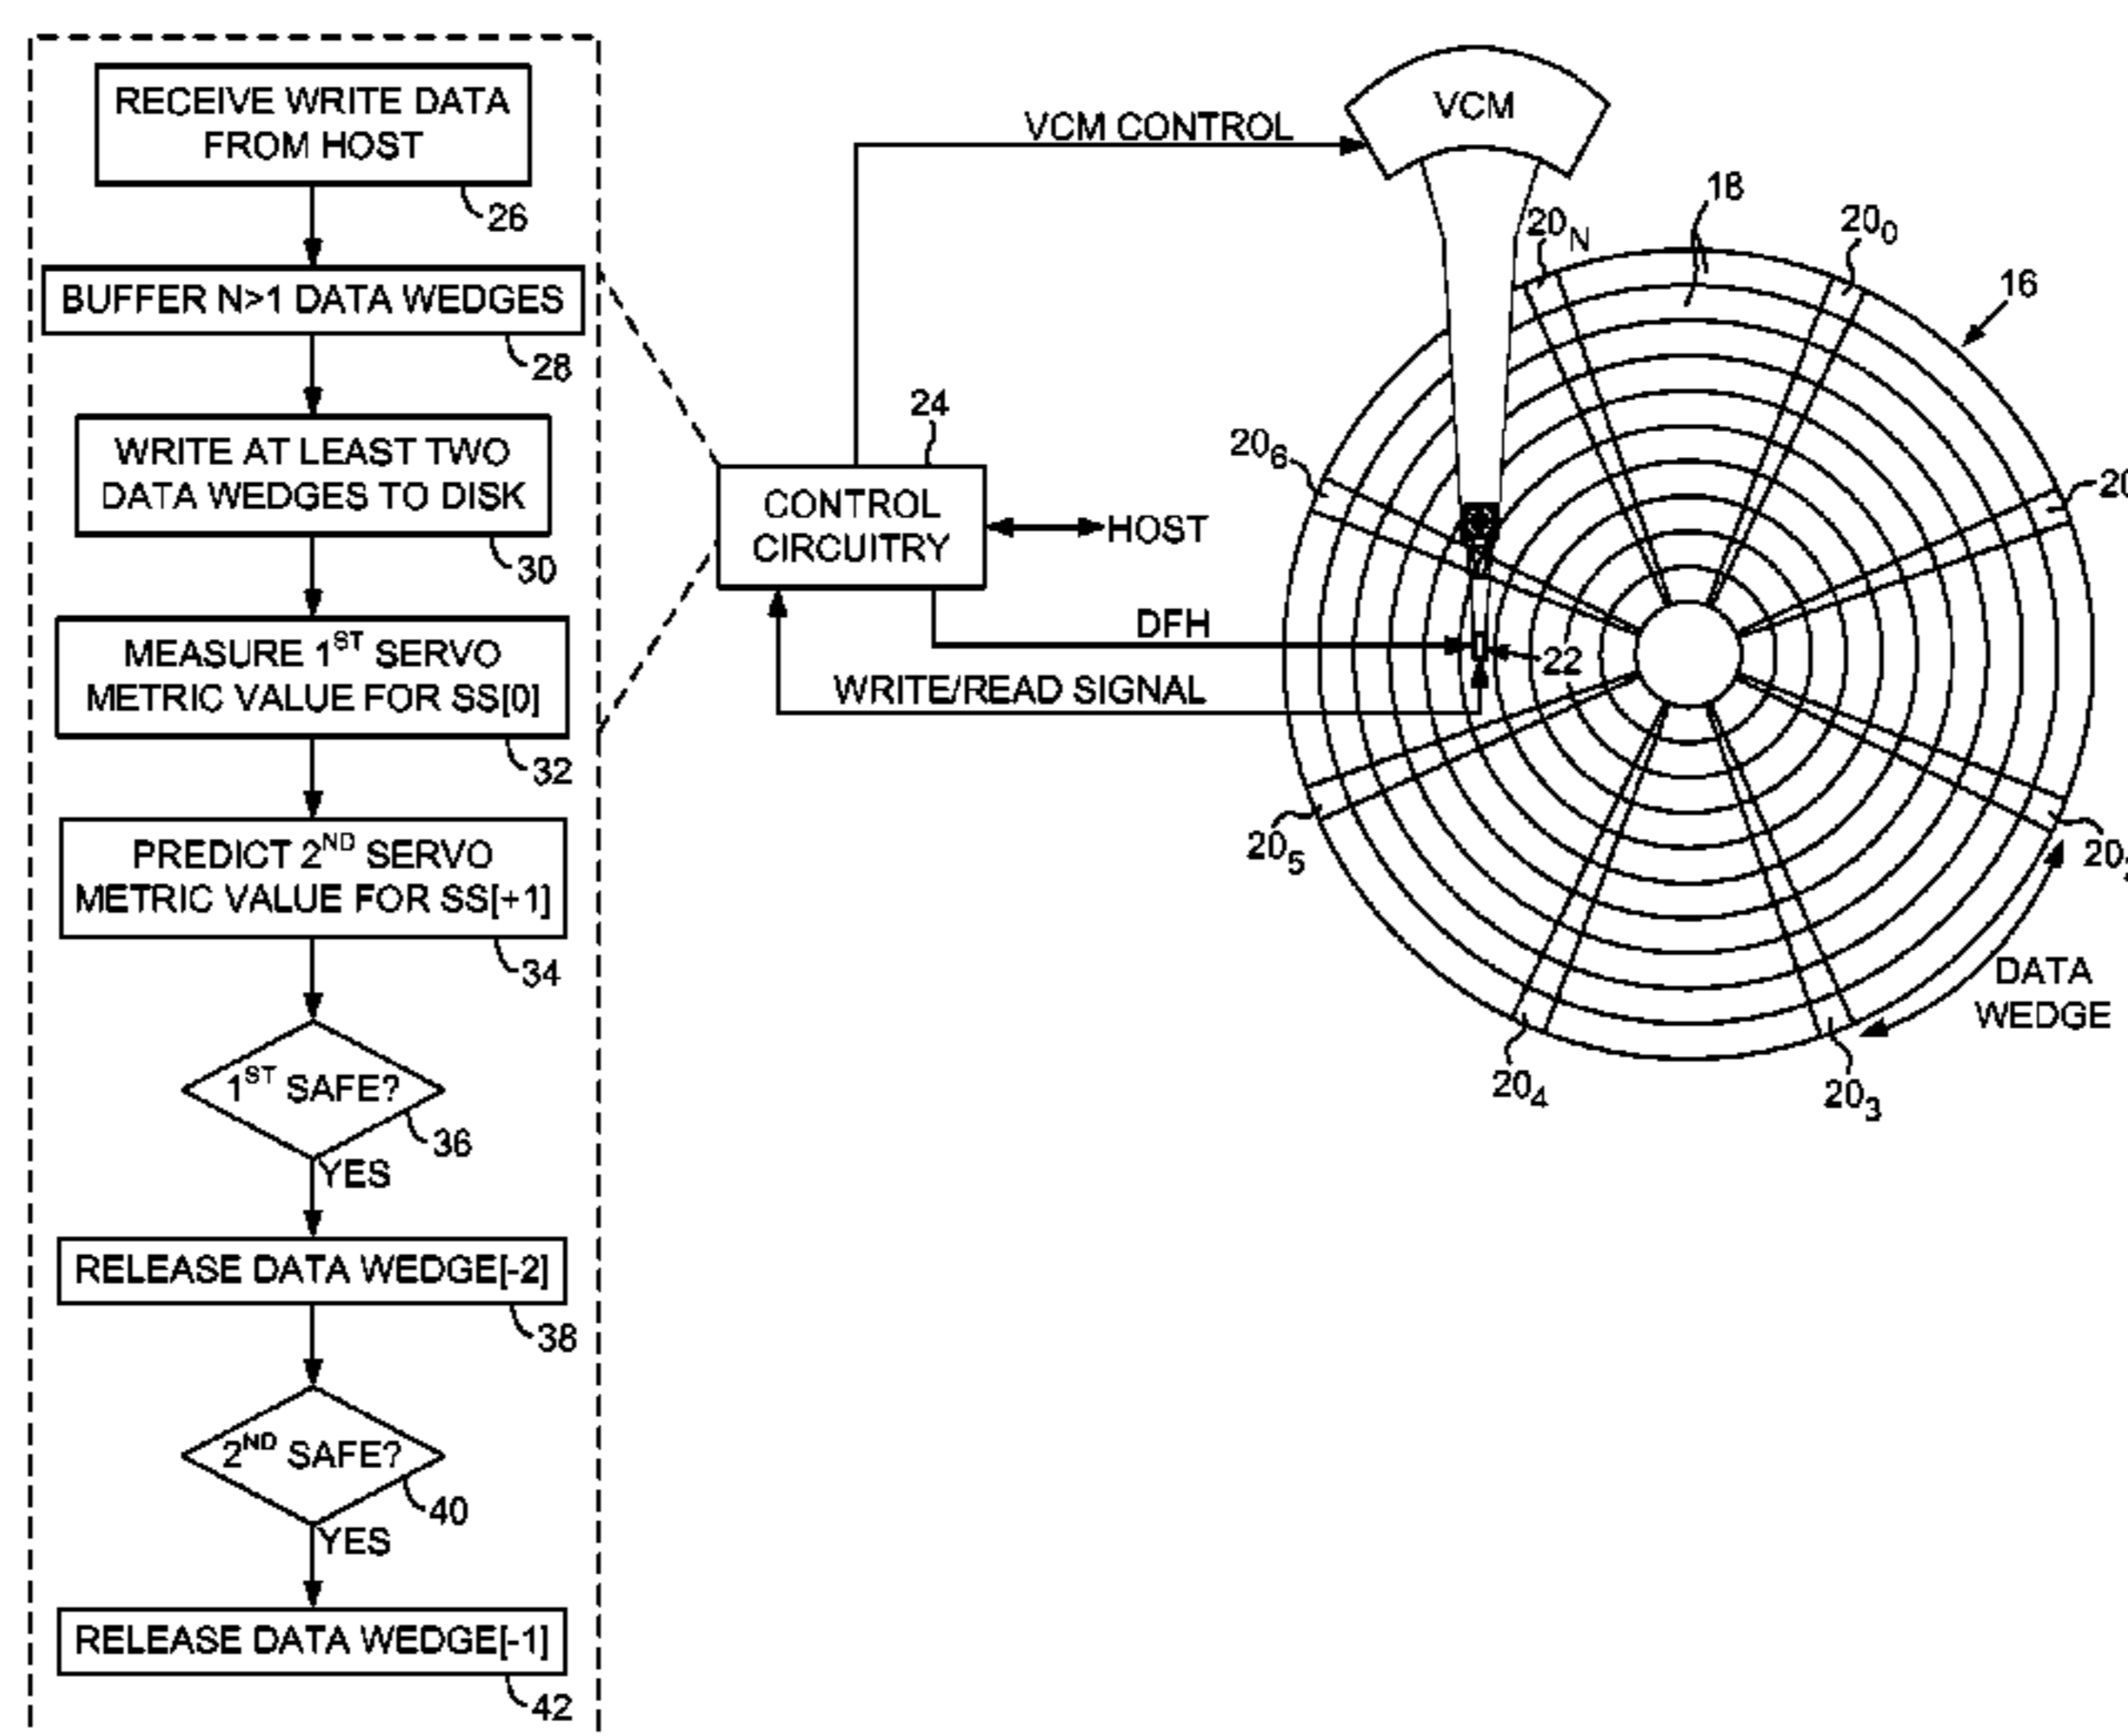 RECEIVE WRITE DATA
FROM HOST
26
BUFFER N>1 DATA WEDGES
28
WRITE AT LEAST TWO
DATA WEDGES TO DISK
30
MEASURE 1ST SERVO
METRIC VALUE FOR SS[0]
32
PREDICT 2ND SERVO
METRIC VALUE FOR SS[+1]
34
1ST SAFE?
36
YES
RELEASE DATA WEDGE[-2]
38
2ND SAFE?
40
YES
RELEASE DATA WEDGE[-1]
42
VCM CONTROL
VCM
24
CONTROL
CIRCUITRY
HOST
DFH
WRITE/READ SIGNAL
22
18
20N
200
16
206
20
205
20
204
203
DATA
WEDGE